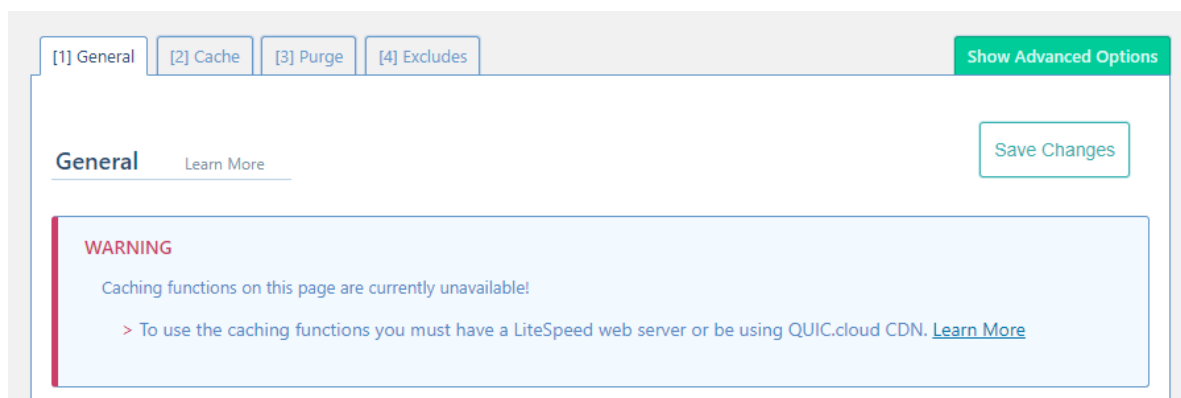 [1] General [2] Cache [3] Purge [4] Excludes Show Advanced Options
General Learn More Save Changes
WARNING
Caching functions on this page are currently unavailable!
> To use the caching functions you must have a LiteSpeed web server or be using QUIC.cloud CDN. Learn More